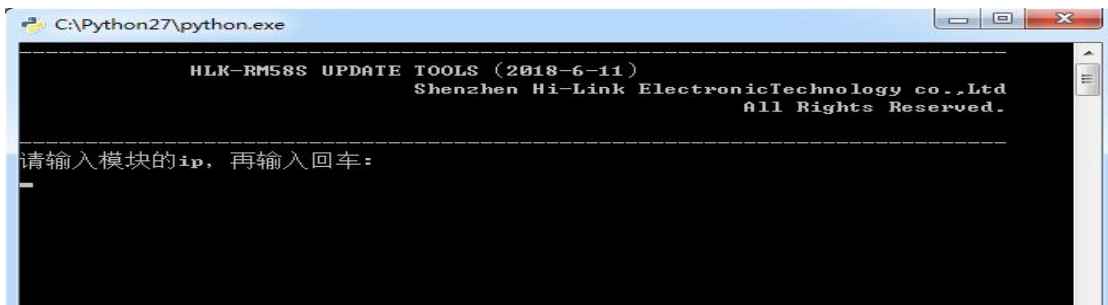 C:\Python27\python.exe
HLK-RM58S UPDATE TOOLS (2018-6-11)
Shenzhen Hi-Link ElectronicTechnology co.,Ltd
All Rights Reserved.
请输入模块的ip, 再输入回车: